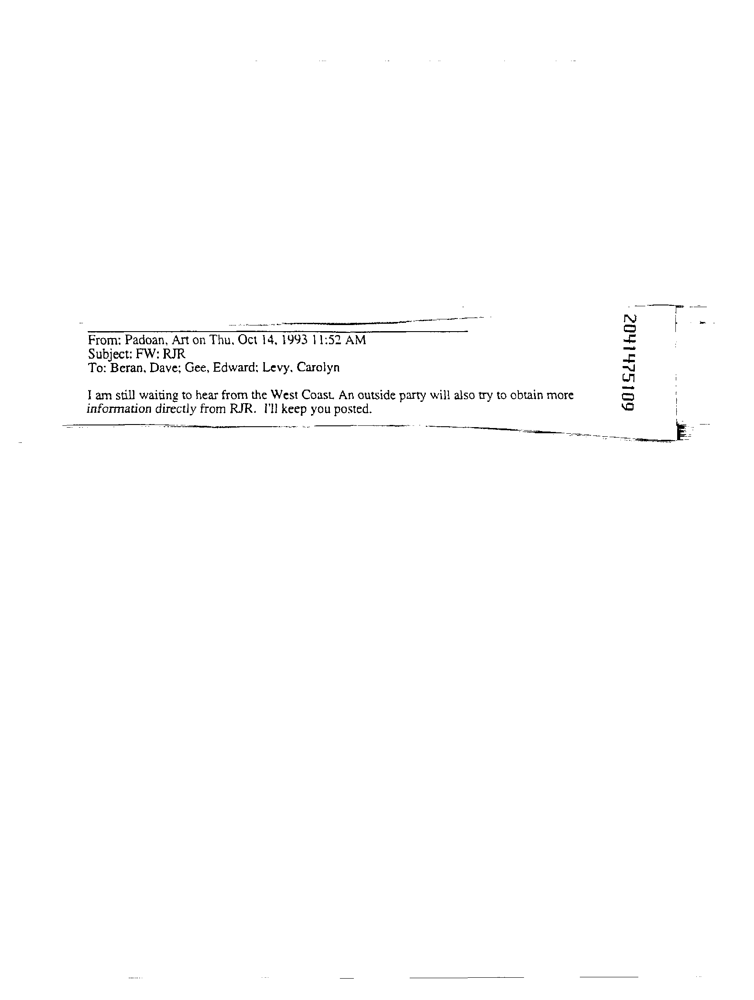 From: Padoan, Art on Thu, Oct 14, 1993 11:52 AM
Subject: FW: RJR
To: Beran, Dave; Gee, Edward; Levy, Carolyn
I am still waiting to hear from the West Coast. An outside party will also try to obtain more
information directly from RJR. I'll keep you posted.
2041475109